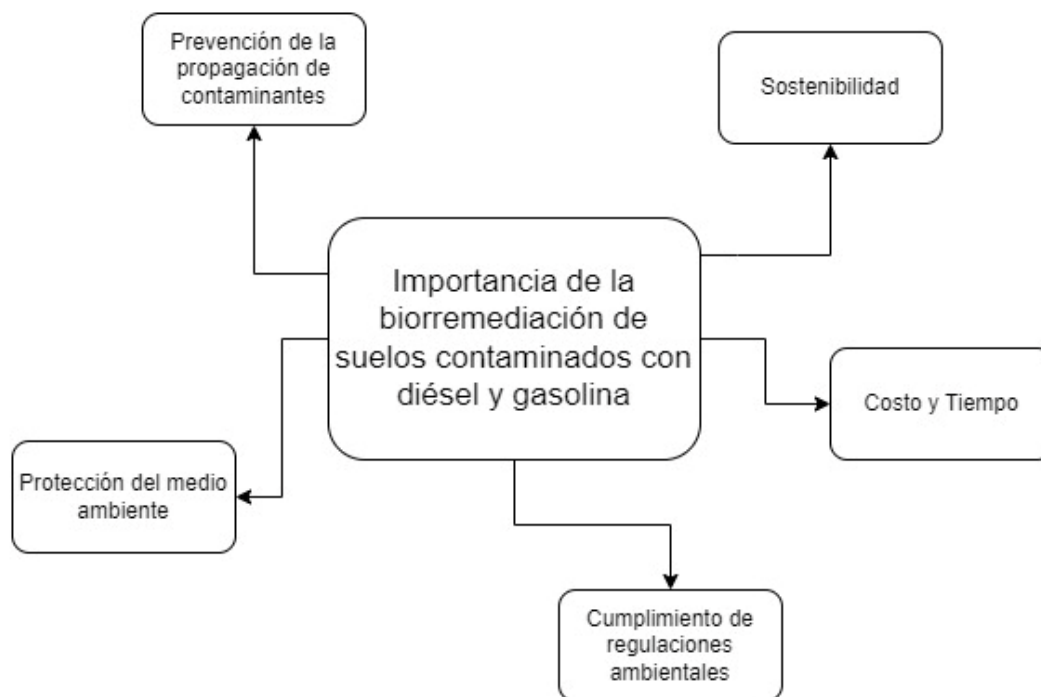 Prevención de la
propagación de
contaminantes
Sostenibilidad
Importancia de la
biorremediación de
suelos contaminados con
diésel y gasolina
Costo y Tiempo
Protección del medio
ambiente
Cumplimiento de
regulaciones
ambientales